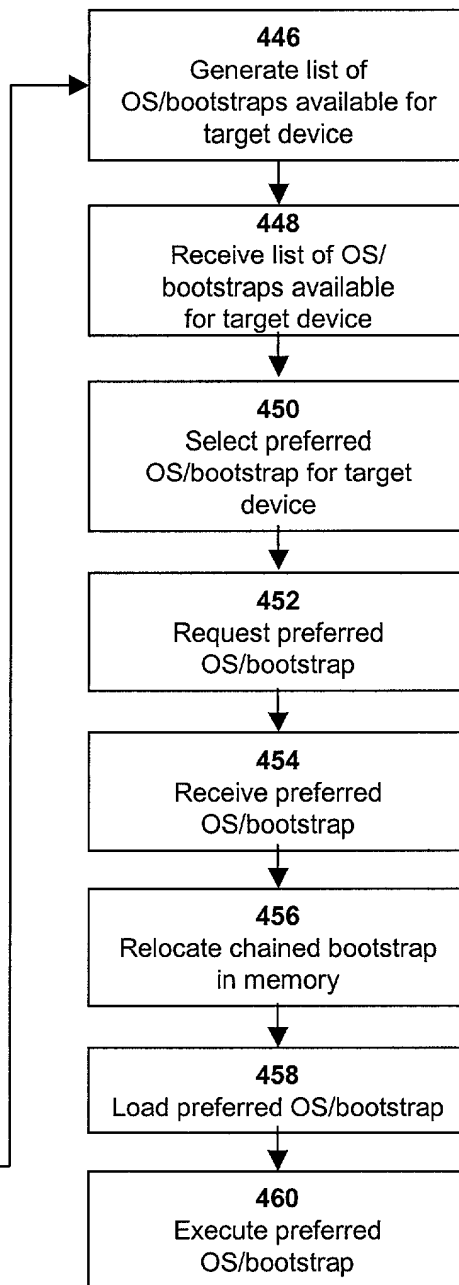 446
Generate list of
OS/bootstraps available for
target device
448
Receive list of OS/
bootstraps available
for target device
450
Select preferred
OS/bootstrap for target
device
452
Request preferred
OS/bootstrap
454
Receive preferred
OS/bootstrap
456
Relocate chained bootstrap
in memory
458
Load preferred OS/bootstrap
460
Execute preferred
OS/bootstrap